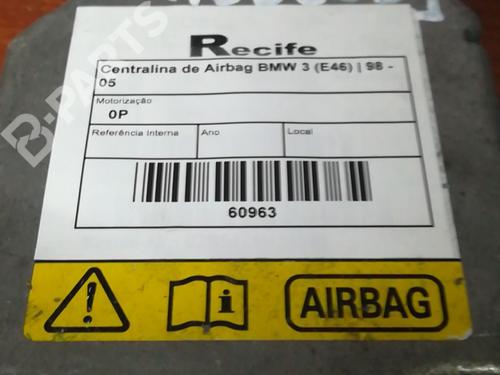 B-PARTS
Recife
Centralina de Airbag BMW 3 (E46) | 98 -
05
Motorização
0P
Referência Interna Ano Local
60963
AIRBAG